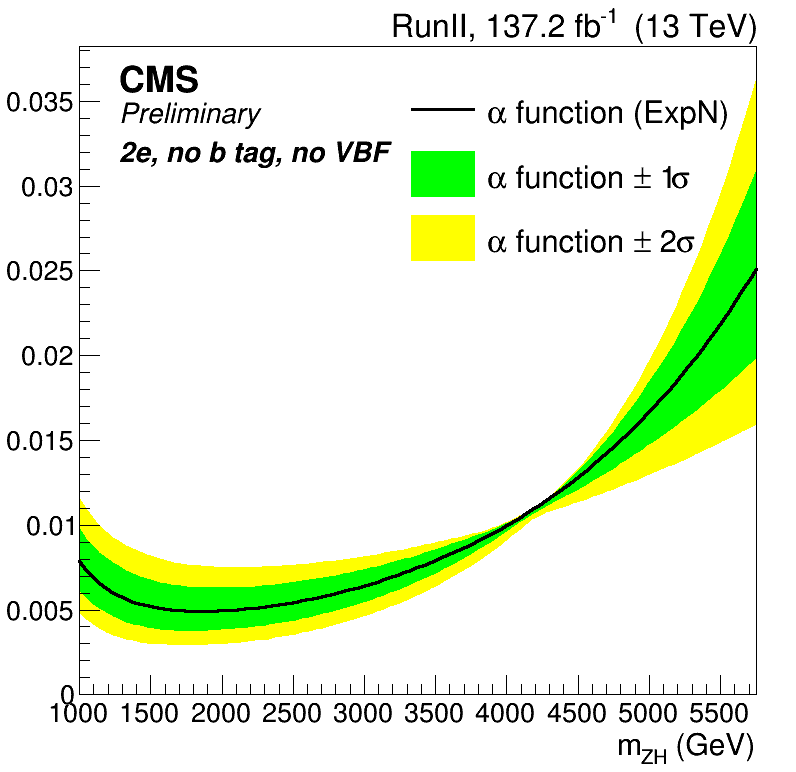 RunII, 137.2 fb⁻¹ (13 TeV)
CMS
Preliminary
2e, no b tag, no VBF
α function (ExpN)
α function ± 1σ
α function ± 2σ
0.035
0.03
0.025
0.02
0.015
0.01
0.005
0
1000 1500 2000 2500 3000 3500 4000 4500 5000 5500
m_ZH (GeV)